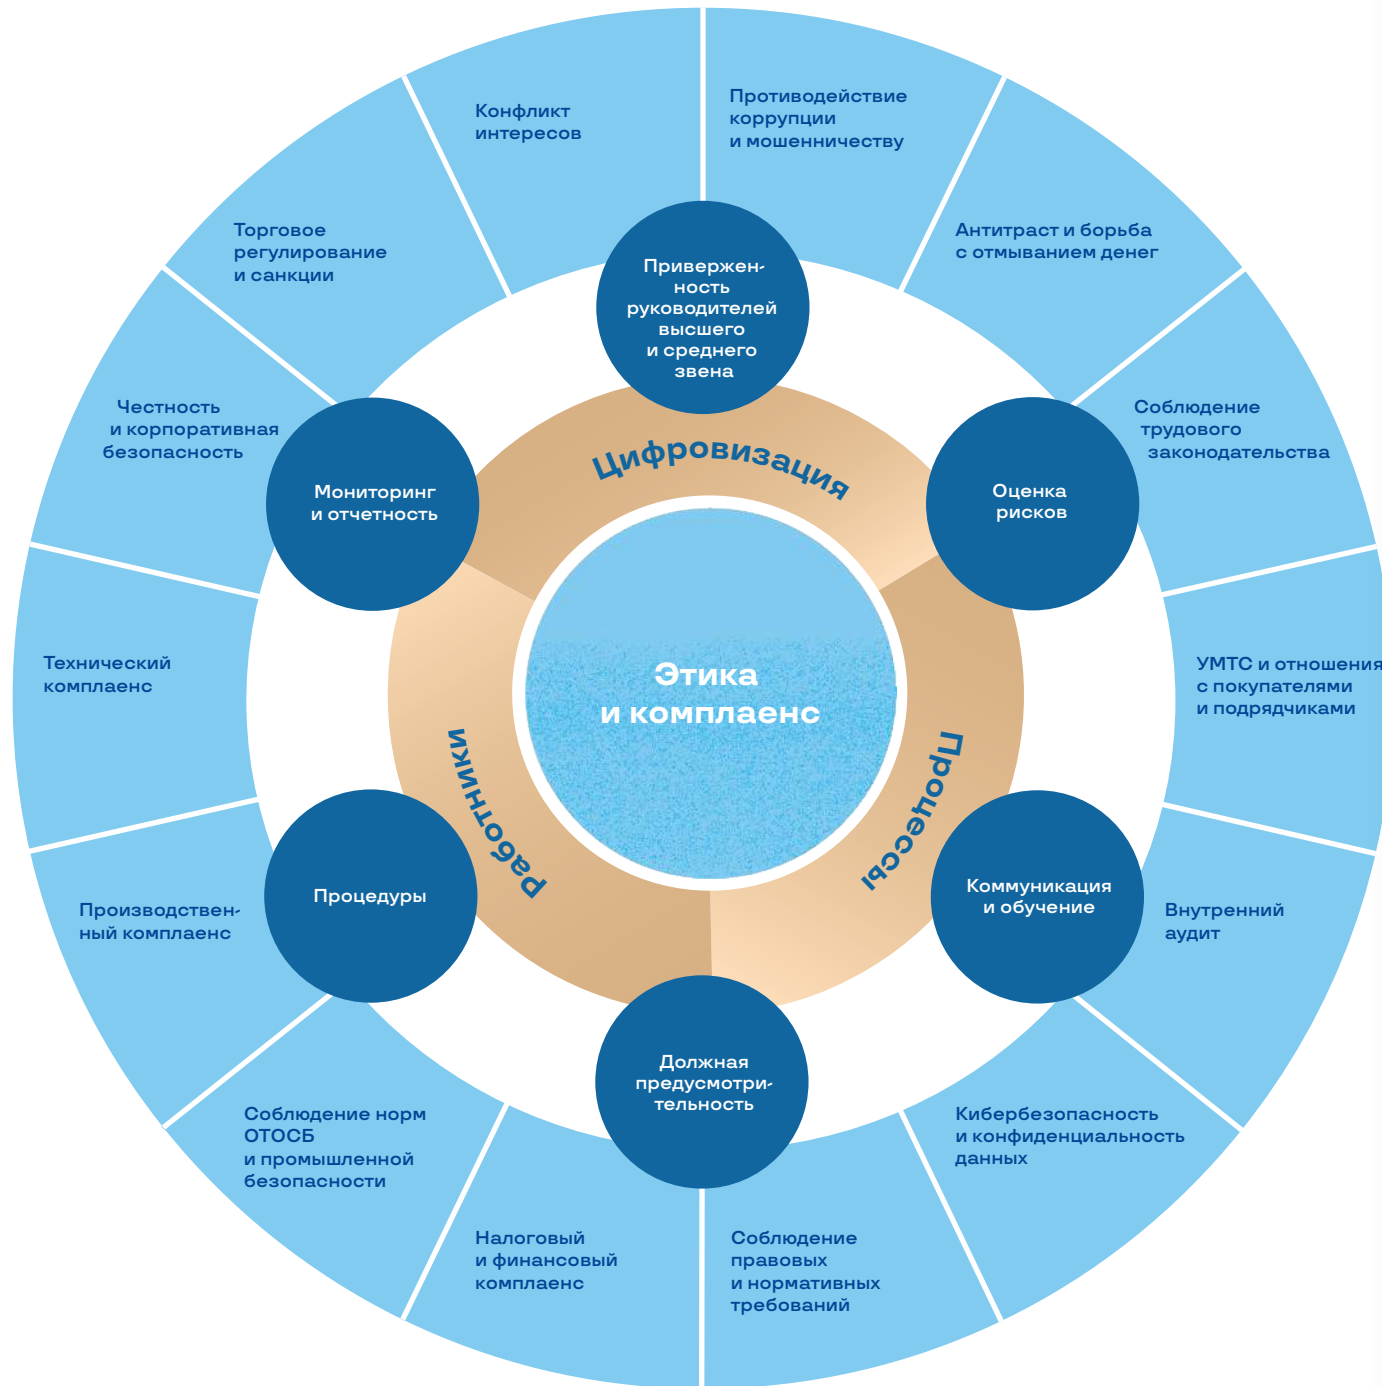 Конфликт
интересов
Противодействие
коррупции
и мошенничеству
Антитраст и борьба
с отмыванием денег
Соблюдение
трудового
законодательства
УМТС и отношения
с покупателями
и подрядчиками
Внутренний
аудит
Кибербезопасность
и конфиденциальность
данных
Соблюдение
правовых
и нормативных
требований
Налоговый
и финансовый
комплаенс
Соблюдение норм
ОТОСБ
и промышленной
безопасности
Производствен-
ный комплаенс
Технический
комплаенс
Честность
и корпоративная
безопасность
Торговое
регулирование
и санкции
Привержен-
ность
руководителей
высшего
и среднего
звена
Оценка
рисков
Коммуникация
и обучение
Должная
предусмотри-
тельность
Процедуры
Мониторинг
и отчетность
Цифровизация
Процессы
Работники
Этика
и комплаенс